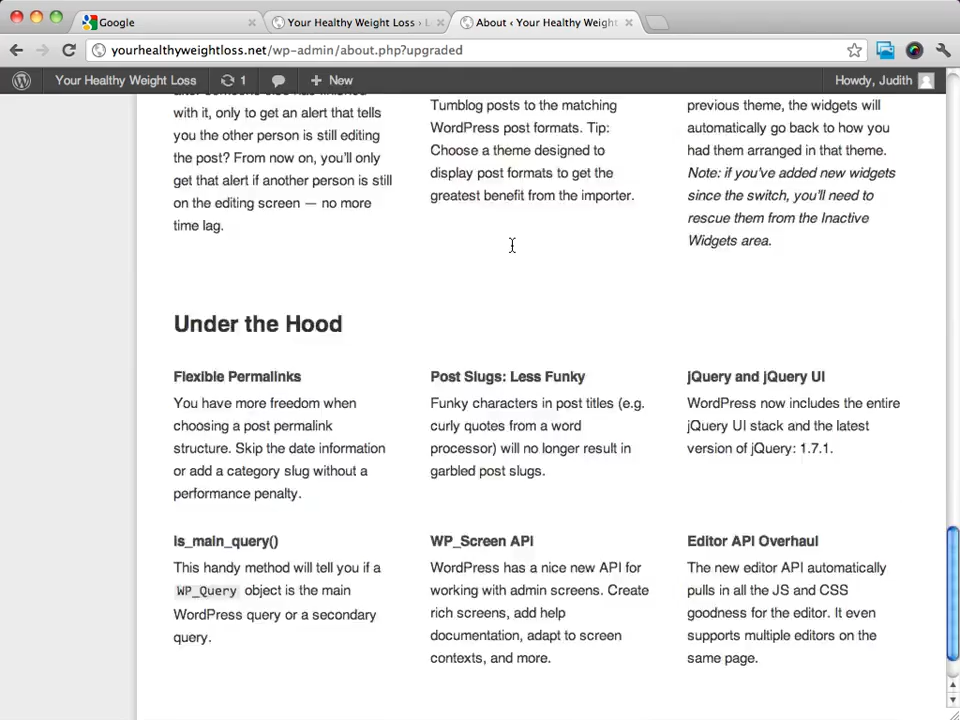 Google
Your Healthy Weight Loss › L
About ‹ Your Healthy Weight
yourhealthyweightloss.net/wp-admin/about.php?upgraded
Your Healthy Weight Loss
1
New
Howdy, Judith
with it, only to get an alert that tells
you the other person is still editing
the post? From now on, you'll only
get that alert if another person is still
on the editing screen — no more
time lag.
Tumblog posts to the matching
WordPress post formats. Tip:
Choose a theme designed to
display post formats to get the
greatest benefit from the importer.
previous theme, the widgets will
automatically go back to how you
had them arranged in that theme.
Note: if you've added new widgets
since the switch, you'll need to
rescue them from the Inactive
Widgets area.
Under the Hood
Flexible Permalinks
You have more freedom when
choosing a post permalink
structure. Skip the date information
or add a category slug without a
performance penalty.
Post Slugs: Less Funky
Funky characters in post titles (e.g.
curly quotes from a word
processor) will no longer result in
garbled post slugs.
jQuery and jQuery UI
WordPress now includes the entire
jQuery UI stack and the latest
version of jQuery: 1.7.1.
is_main_query()
This handy method will tell you if a
WP_Query object is the main
WordPress query or a secondary
query.
WP_Screen API
WordPress has a nice new API for
working with admin screens. Create
rich screens, add help
documentation, adapt to screen
contexts, and more.
Editor API Overhaul
The new editor API automatically
pulls in all the JS and CSS
goodness for the editor. It even
supports multiple editors on the
same page.